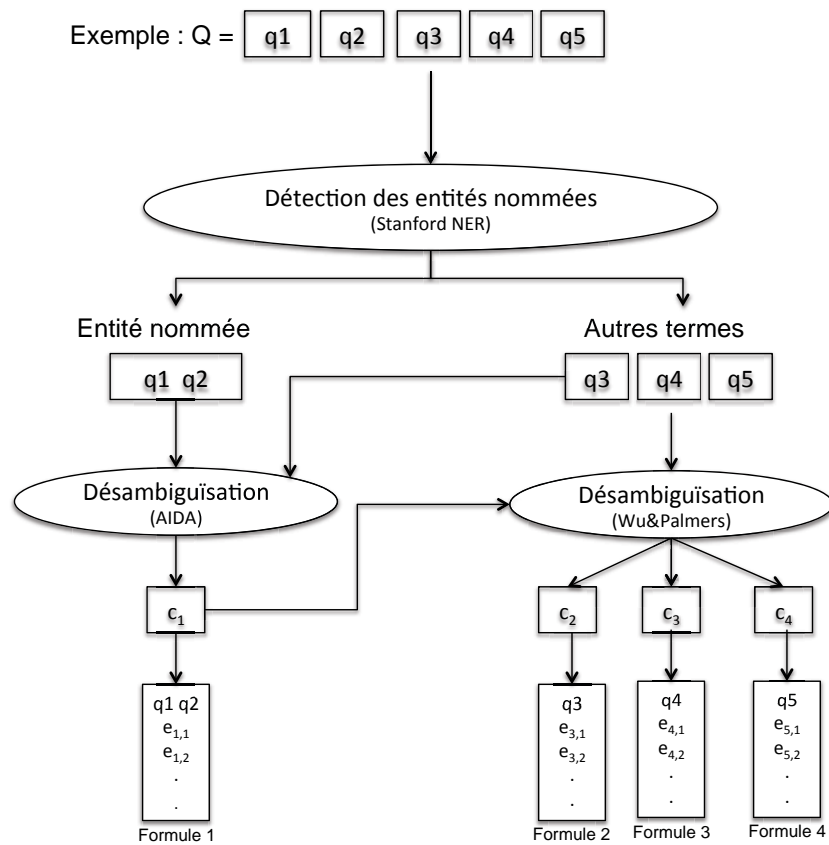 Exemple : Q = q1 q2 q3 q4 q5
Détection des entités nommées
(Stanford NER)
Entité nommée
Autres termes
q1 q2
q3 q4 q5
Désambiguïsation
(AIDA)
Désambiguïsation
(Wu&Palmers)
c₁
c₂ c₃ c₄
q1 q2
e₁,₁
e₁,₂
.
.
Formule 1
q3
e₃,₁
e₃,₂
.
.
Formule 2
q4
e₄,₁
e₄,₂
.
.
Formule 3
q5
e₅,₁
e₅,₂
.
.
Formule 4